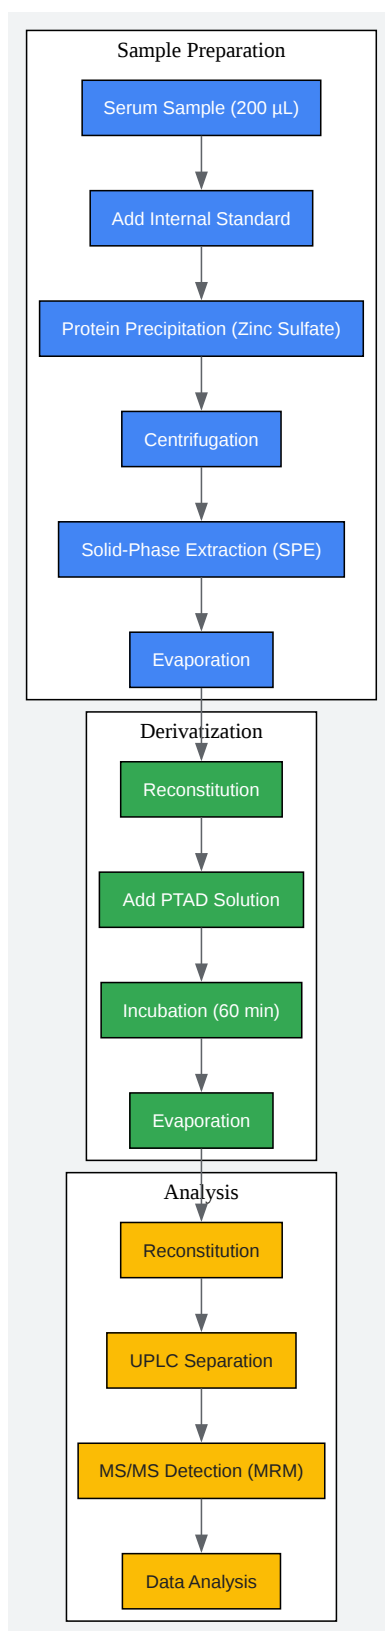 Sample Preparation
Serum Sample (200 µL)
Add Internal Standard
Protein Precipitation (Zinc Sulfate)
Centrifugation
Solid-Phase Extraction (SPE)
Evaporation
Derivatization
Reconstitution
Add PTAD Solution
Incubation (60 min)
Evaporation
Analysis
Reconstitution
UPLC Separation
MS/MS Detection (MRM)
Data Analysis